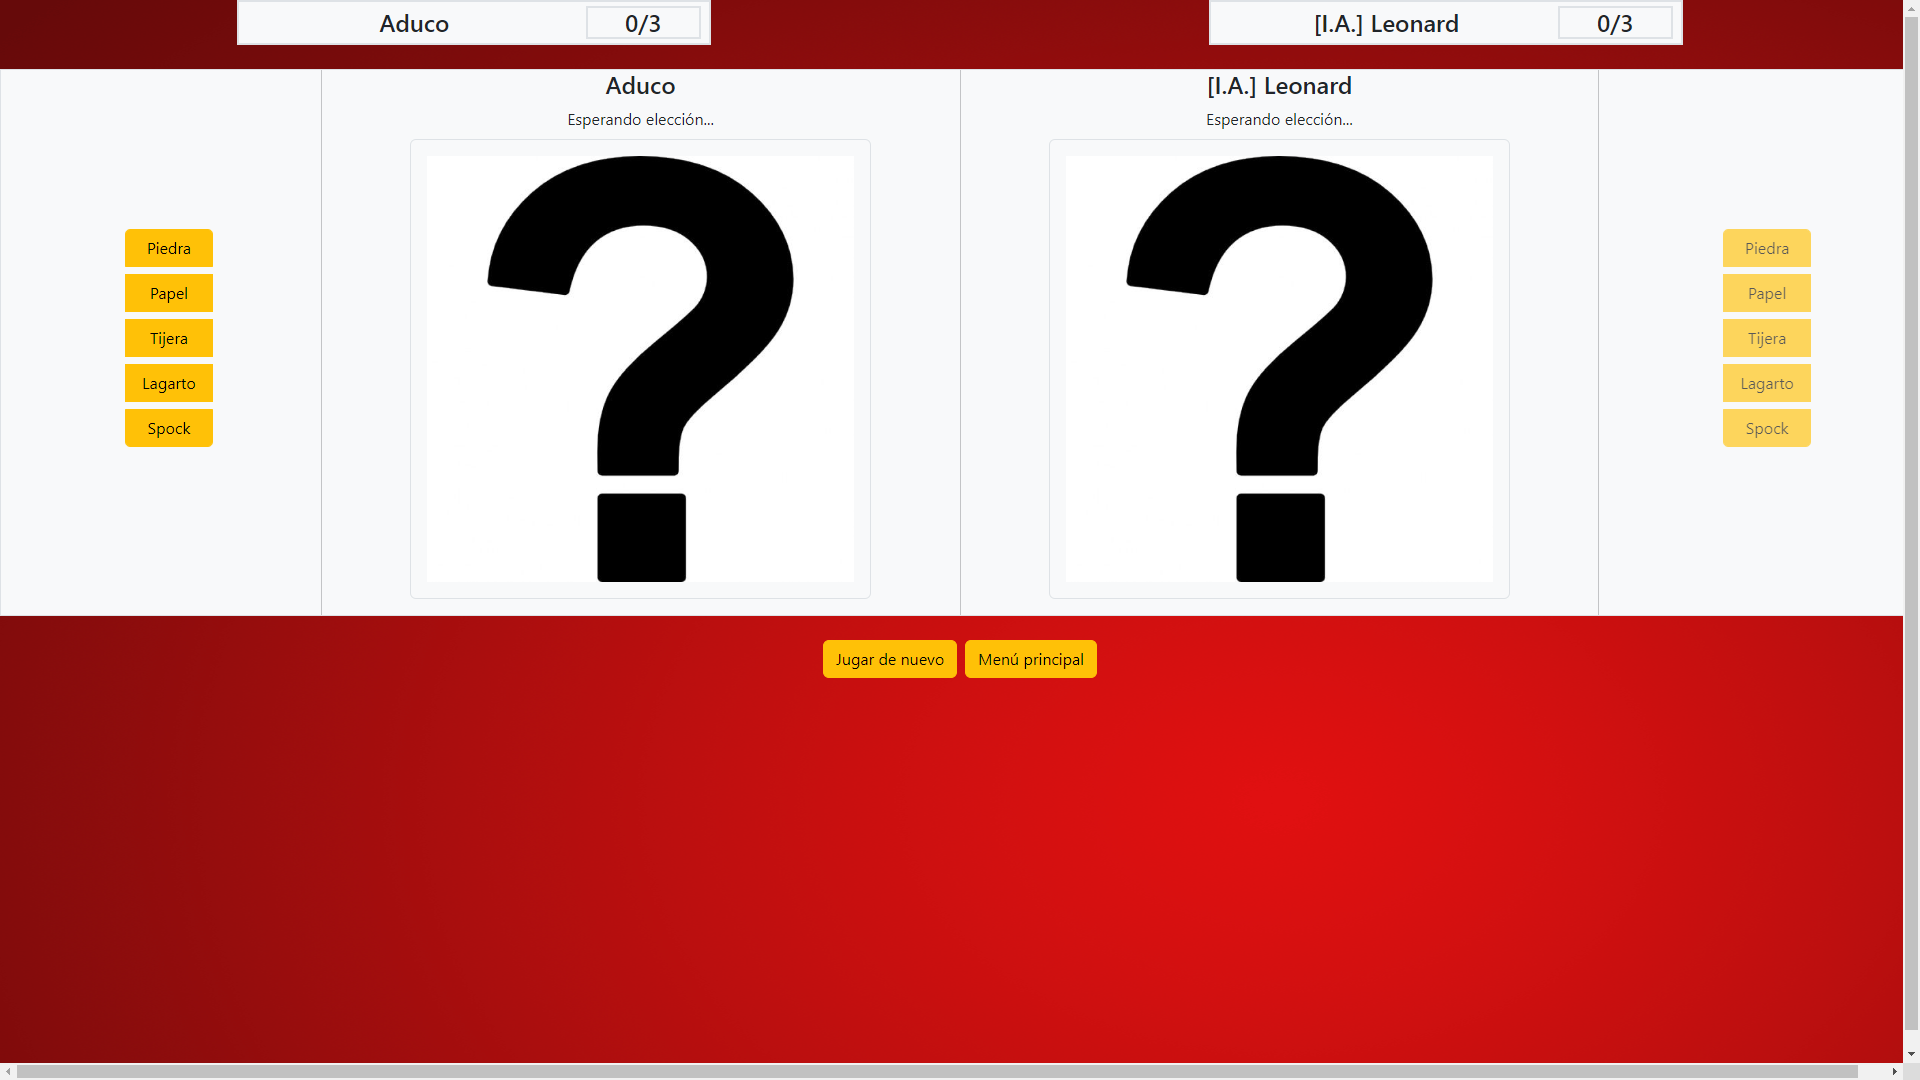 Aduco 0/3
[I.A.] Leonard 0/3
Aduco
Esperando elección...
[I.A.] Leonard
Esperando elección...
Piedra
Papel
Tijera
Lagarto
Spock
?
?
Piedra
Papel
Tijera
Lagarto
Spock
Jugar de nuevo
Menú principal